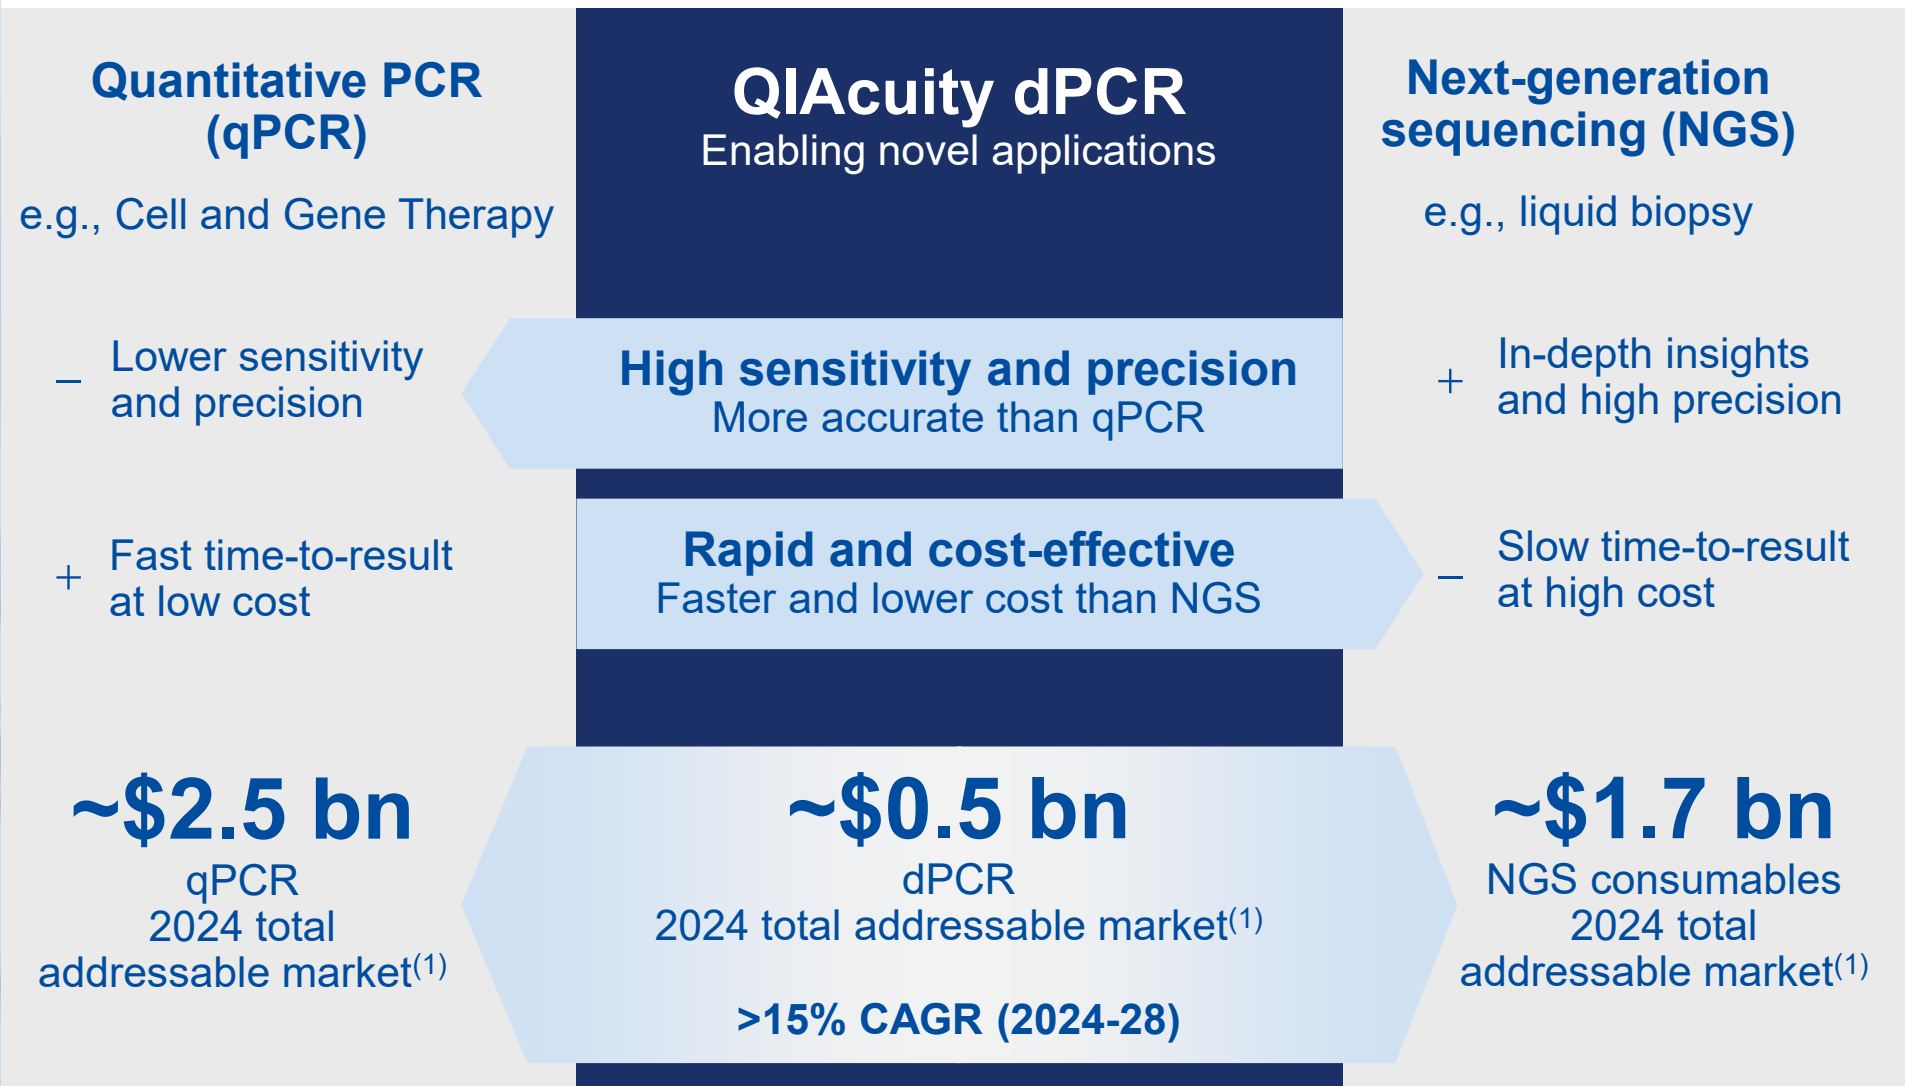 Quantitative PCR
(qPCR)
e.g., Cell and Gene Therapy
– Lower sensitivity
and precision
+ Fast time-to-result
at low cost
~$2.5 bn
qPCR
2024 total
addressable market(1)
QIAcuity dPCR
Enabling novel applications
High sensitivity and precision
More accurate than qPCR
Rapid and cost-effective
Faster and lower cost than NGS
~$0.5 bn
dPCR
2024 total addressable market(1)
>15% CAGR (2024-28)
Next-generation
sequencing (NGS)
e.g., liquid biopsy
+ In-depth insights
and high precision
– Slow time-to-result
at high cost
~$1.7 bn
NGS consumables
2024 total
addressable market(1)